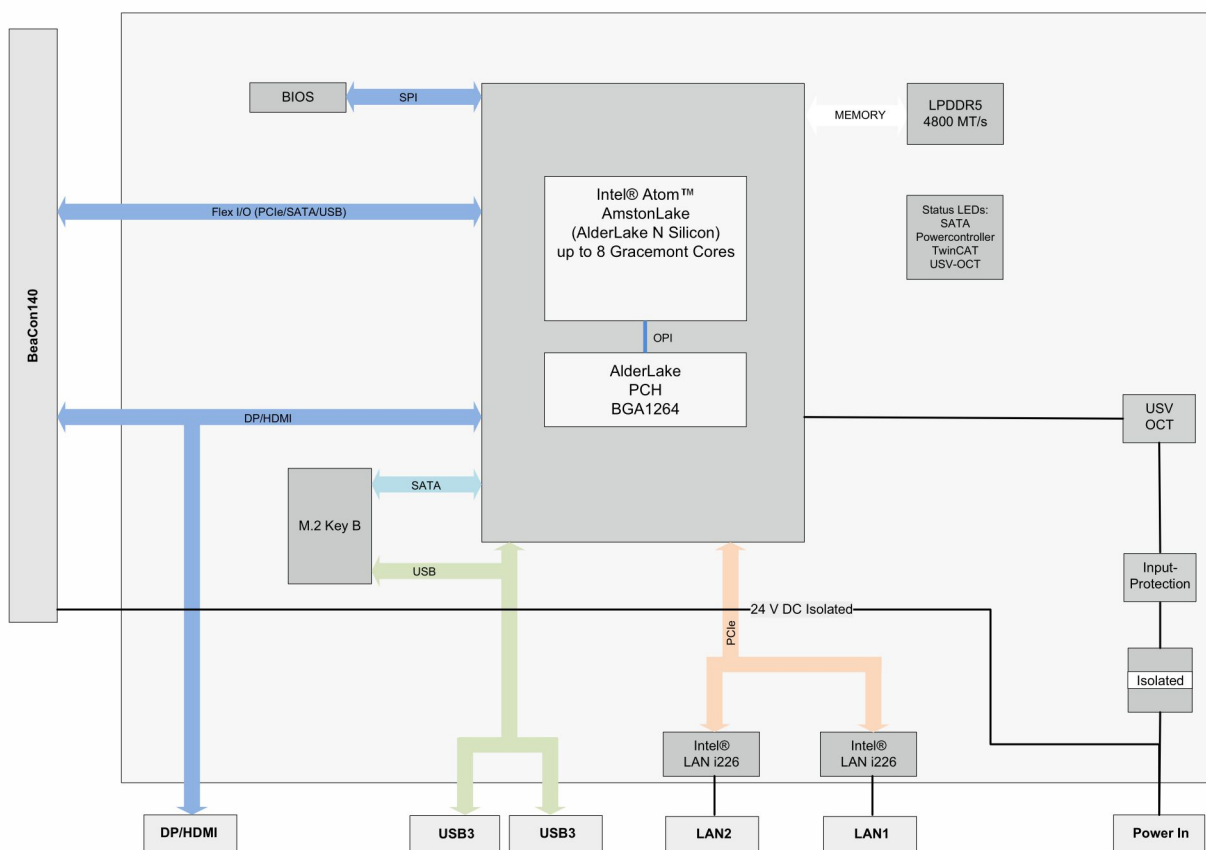 BIOS
SPI
LPDDR5
4800 MT/s
MEMORY
Intel® Atom™
AmstonLake
(AlderLake N Silicon)
up to 8 Gracemont Cores
Status LEDs:
SATA
Powercontroller
TwinCAT
USV-OCT
Flex I/O (PCIe/SATA/USB)
BeaCon140
OPI
AlderLake
PCH
BGA1264
DP/HDMI
USV
OCT
SATA
M.2 Key B
USB
Input-
Protection
24 V DC Isolated
PCIe
Isolated
Intel®
LAN i226
Intel®
LAN i226
DP/HDMI
USB3
USB3
LAN2
LAN1
Power In